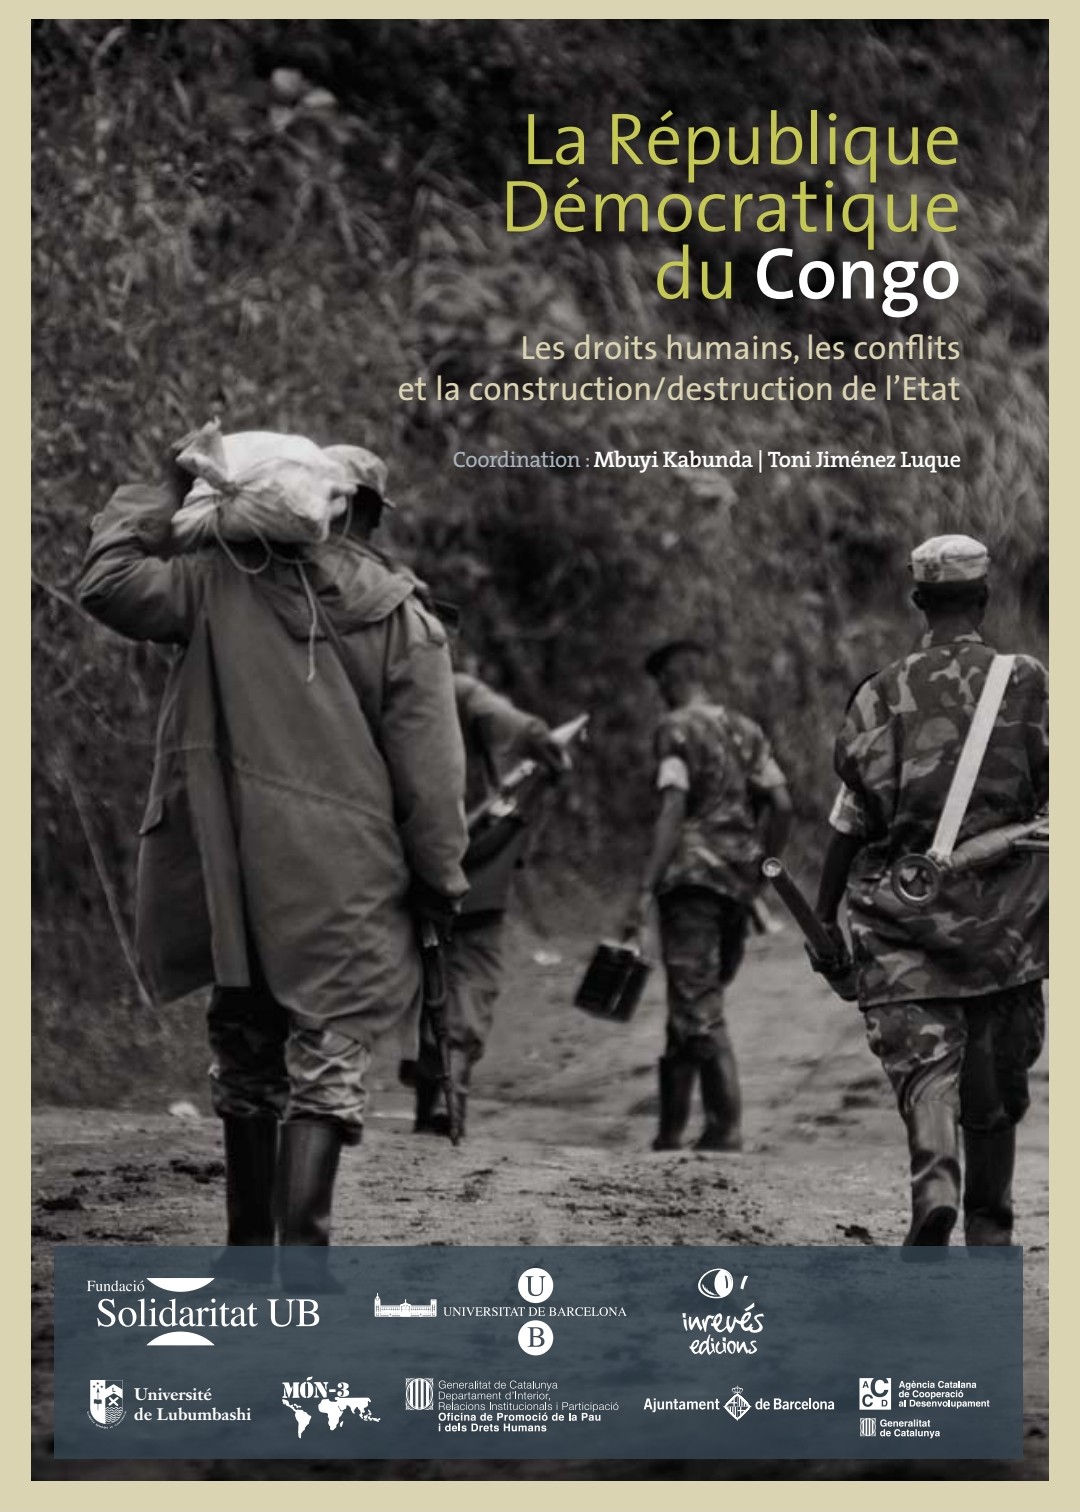 La République
Démocratique
du Congo
Les droits humains, les conflits
et la construction/destruction de l'Etat
Coordination : Mbuyi Kabunda | Toni Jiménez Luque
Fundació
Solidaritat UB
U
UNIVERSITAT DE BARCELONA
B
inrevés
edicions
Université
de Lubumbashi
MÓN-3
Generalitat de Catalunya
Departament d'Interior,
Relacions Institucionals i Participació
Oficina de Promoció de la Pau
i dels Drets Humans
Ajuntament de Barcelona
A C
C D
Agència Catalana
de Cooperació
al Desenvolupament
Generalitat
de Catalunya